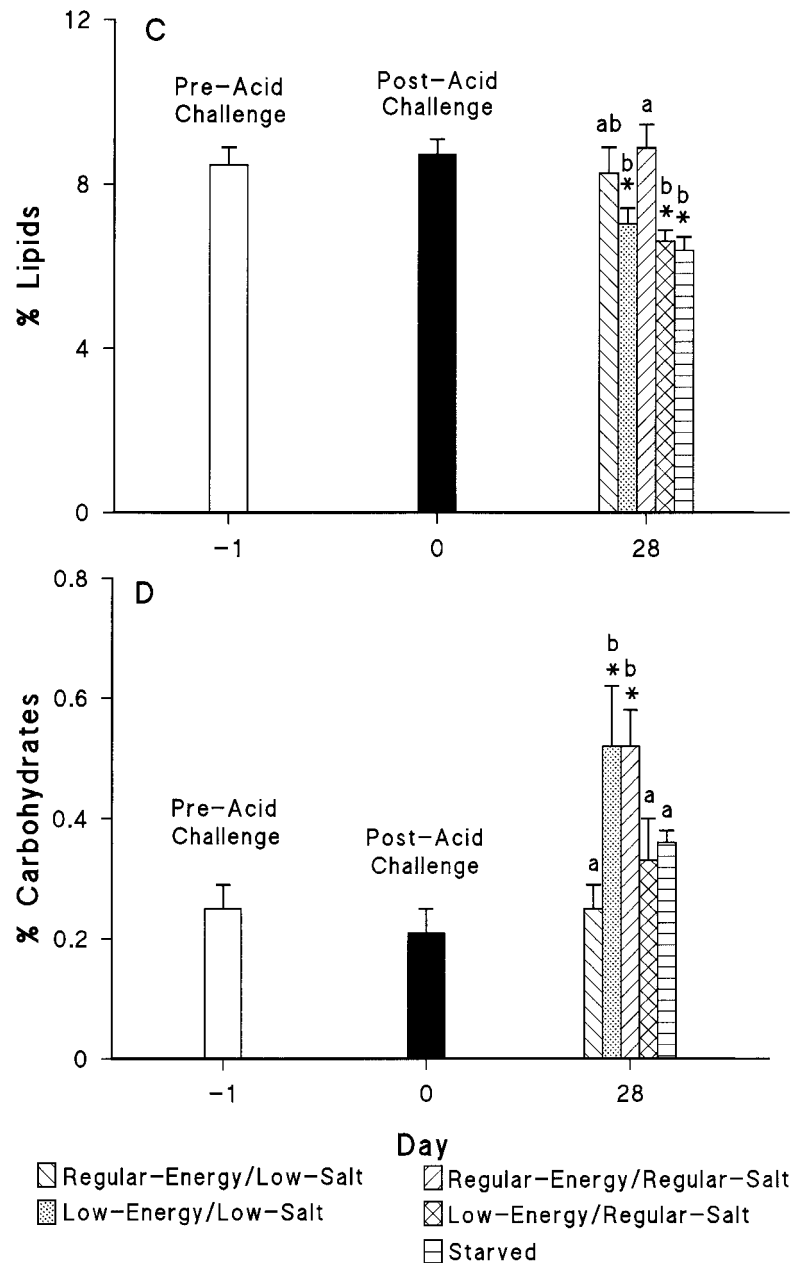 12
C
Pre-Acid
Challenge
Post-Acid
Challenge
ab
b
*
a
b
*
b
*
8
% Lipids
4
0
-1
0
28
0.8
D
b
*
b
*
0.6
Pre-Acid
Challenge
Post-Acid
Challenge
0.4
a
a
a
% Carbohydrates
0.2
0
-1
0
28
Day
Regular-Energy/Low-Salt
Low-Energy/Low-Salt
Regular-Energy/Regular-Salt
Low-Energy/Regular-Salt
Starved